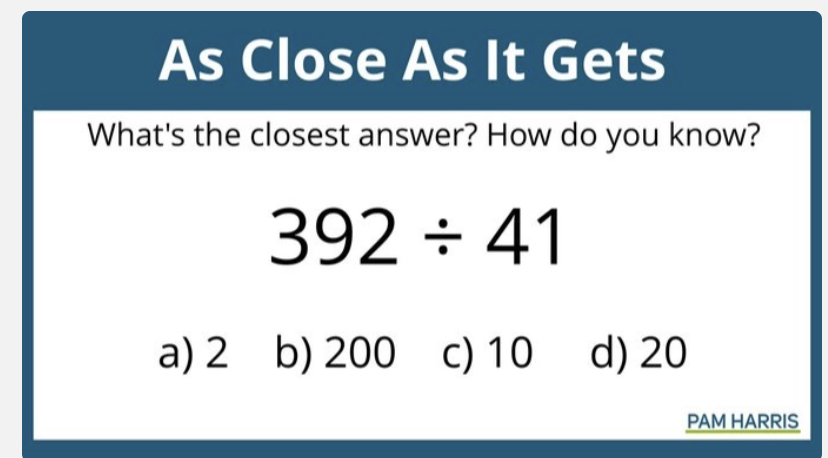 As Close As It Gets
What's the closest answer? How do you know?
392 ÷ 41
a) 2 b) 200 c) 10 d) 20
PAM HARRIS